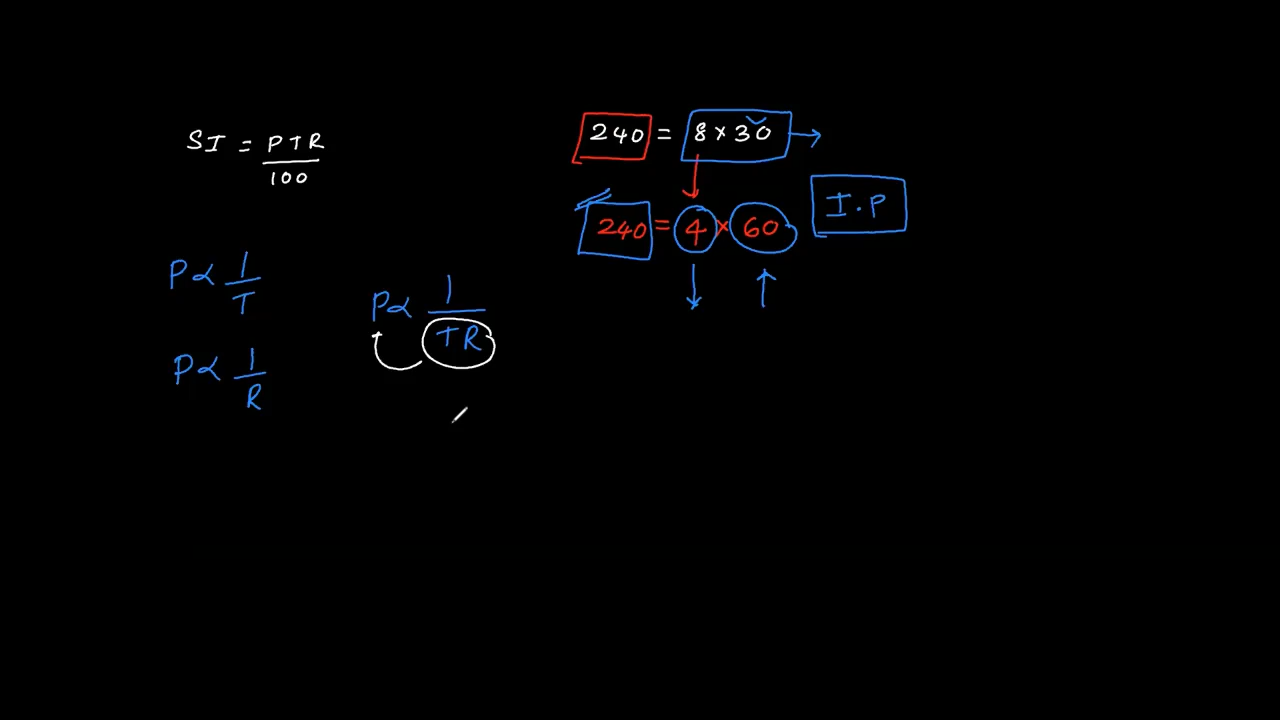 SI = PTR
100
240 = 8 × 30
240 = 4 × 60
I.P
P ∝ 1
T
P ∝ 1
TR
P ∝ 1
R